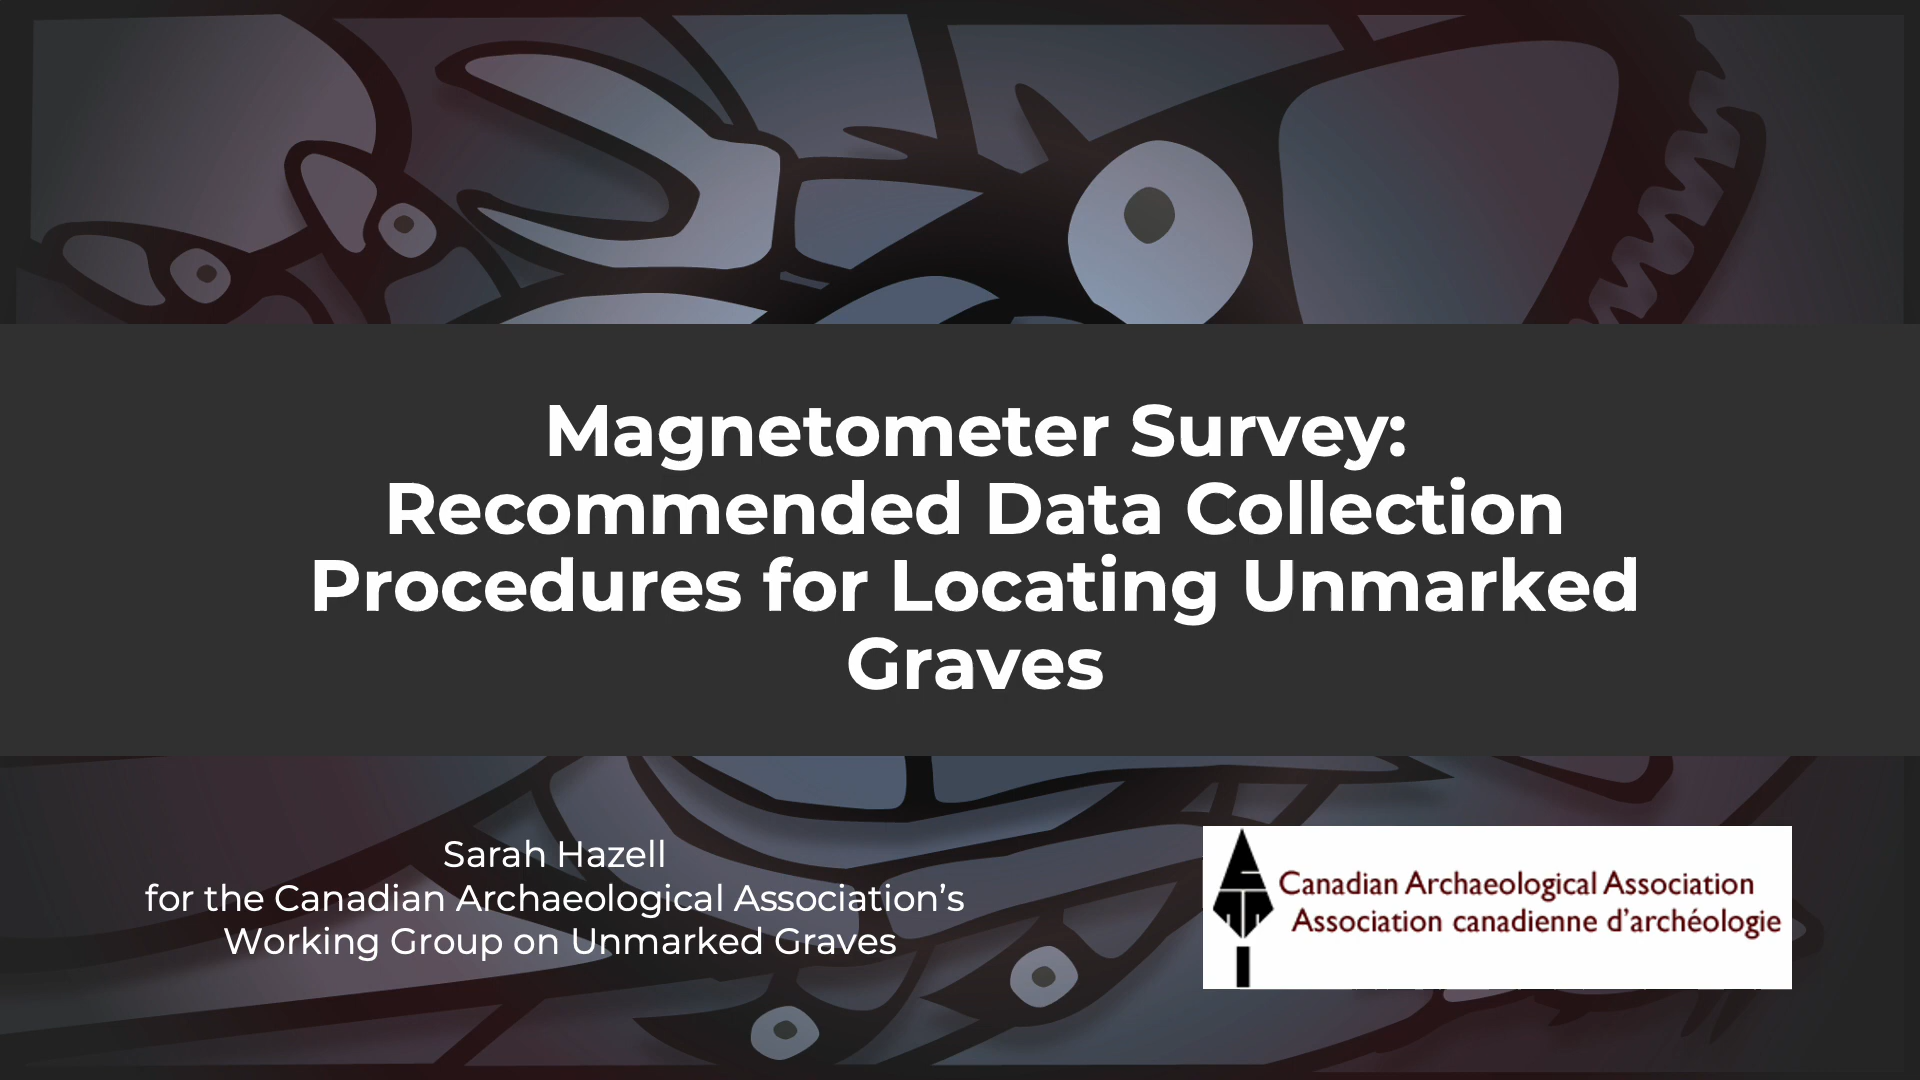 Magnetometer Survey:
Recommended Data Collection
Procedures for Locating Unmarked
Graves
Sarah Hazell
for the Canadian Archaeological Association’s
Working Group on Unmarked Graves
Canadian Archaeological Association
Association canadienne d’archéologie